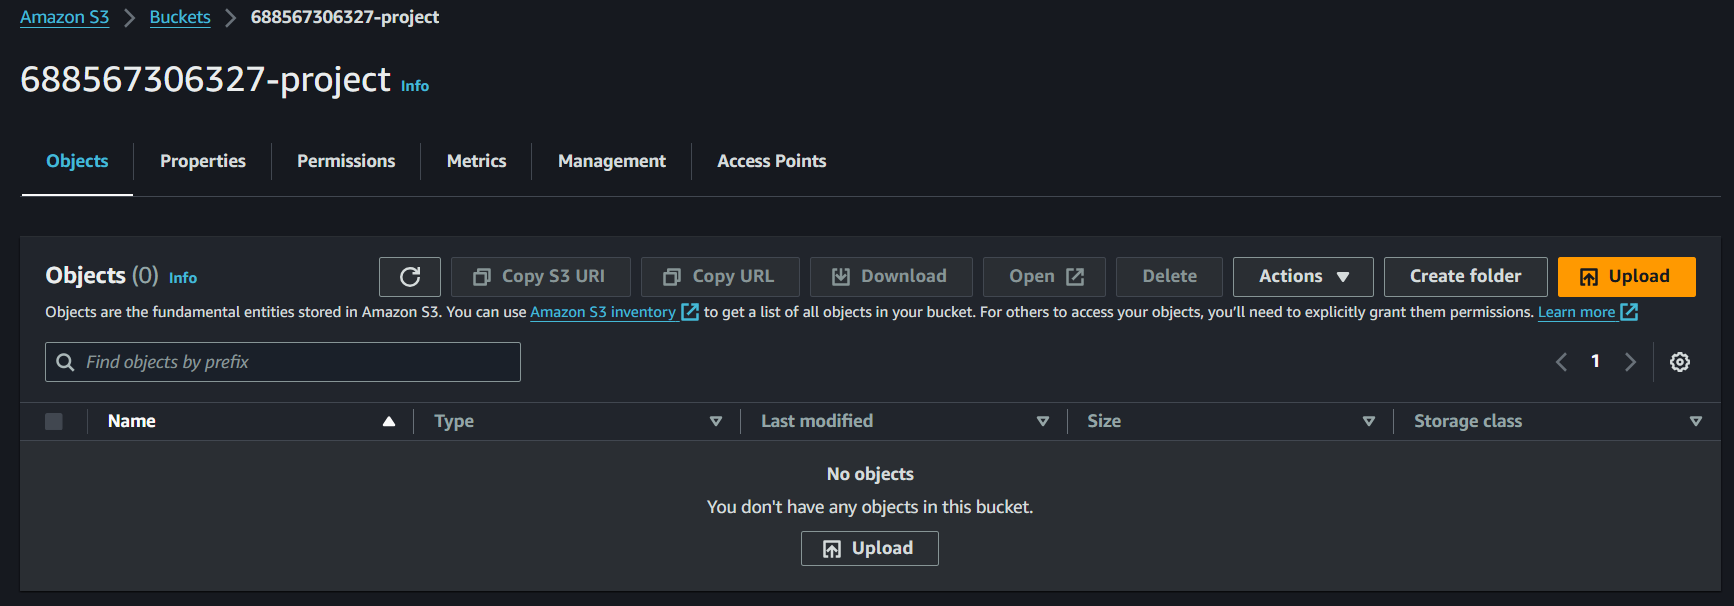 Amazon S3 > Buckets > 688567306327-project
688567306327-project Info
Objects Properties Permissions Metrics Management Access Points
Objects (0) Info Copy S3 URI Copy URL Download Open Delete Actions Create folder Upload
Objects are the fundamental entities stored in Amazon S3. You can use Amazon S3 inventory to get a list of all objects in your bucket. For others to access your objects, you’ll need to explicitly grant them permissions. Learn more
Find objects by prefix 1
Name Type Last modified Size Storage class
No objects
You don't have any objects in this bucket.
Upload